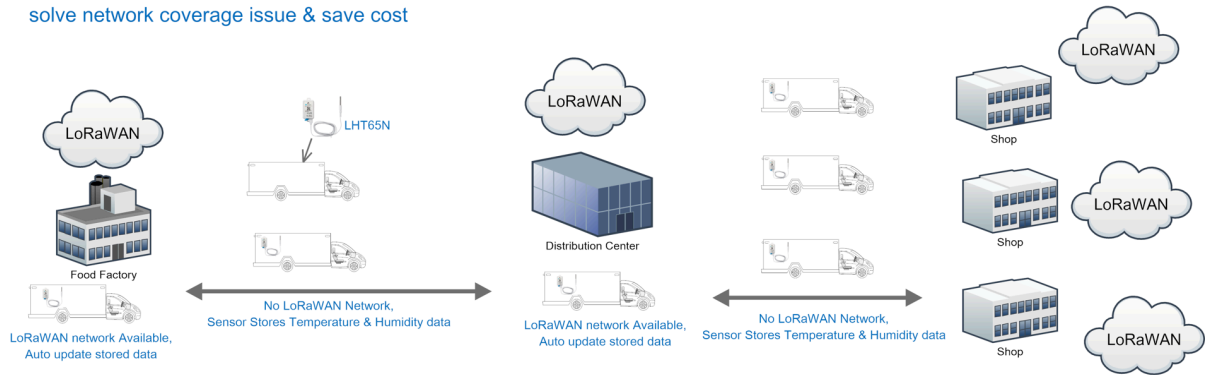 solve network coverage issue & save cost
LoRaWAN
Food Factory
LoRaWAN network Available,
Auto update stored data
LHT65N
No LoRaWAN Network,
Sensor Stores Temperature & Humidity data
LoRaWAN
Distribution Center
LoRaWAN network Available,
Auto update stored data
No LoRaWAN Network,
Sensor Stores Temperature & Humidity data
LoRaWAN
Shop
LoRaWAN
Shop
LoRaWAN
Shop